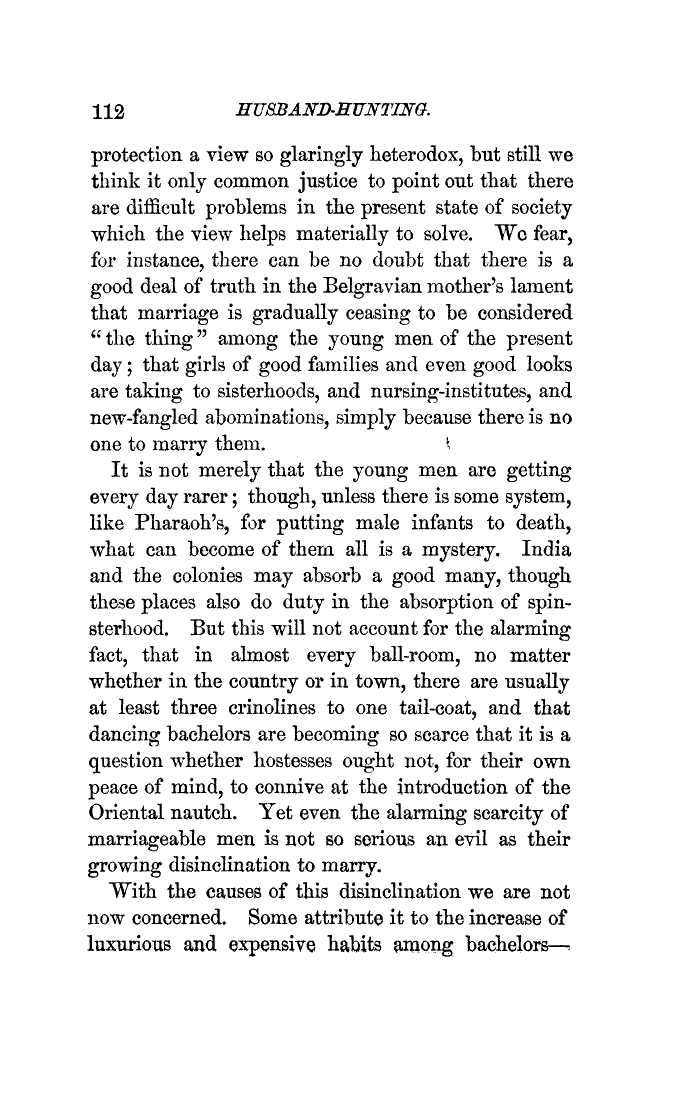 112 HUSBAND-HUNTING.
protection a view so glaringly heterodox, but still we
think it only common justice to point out that there
are difficult problems in the present state of society
which the view helps materially to solve. We fear,
for instance, there can be no doubt that there is a
good deal of truth in the Belgravian mother's lament
that marriage is gradually ceasing to be considered
“the thing” among the young men of the present
day; that girls of good families and even good looks
are taking to sisterhoods, and nursing-institutes, and
new-fangled abominations, simply because there is no
one to marry them.
It is not merely that the young men are getting
every day rarer; though, unless there is some system,
like Pharaoh's, for putting male infants to death,
what can become of them all is a mystery. India
and the colonies may absorb a good many, though
these places also do duty in the absorption of spin-
sterhood. But this will not account for the alarming
fact, that in almost every ball-room, no matter
whether in the country or in town, there are usually
at least three crinolines to one tail-coat, and that
dancing bachelors are becoming so scarce that it is a
question whether hostesses ought not, for their own
peace of mind, to connive at the introduction of the
Oriental nautch. Yet even the alarming scarcity of
marriageable men is not so serious an evil as their
growing disinclination to marry.
With the causes of this disinclination we are not
now concerned. Some attribute it to the increase of
luxurious and expensive habits among bachelors—